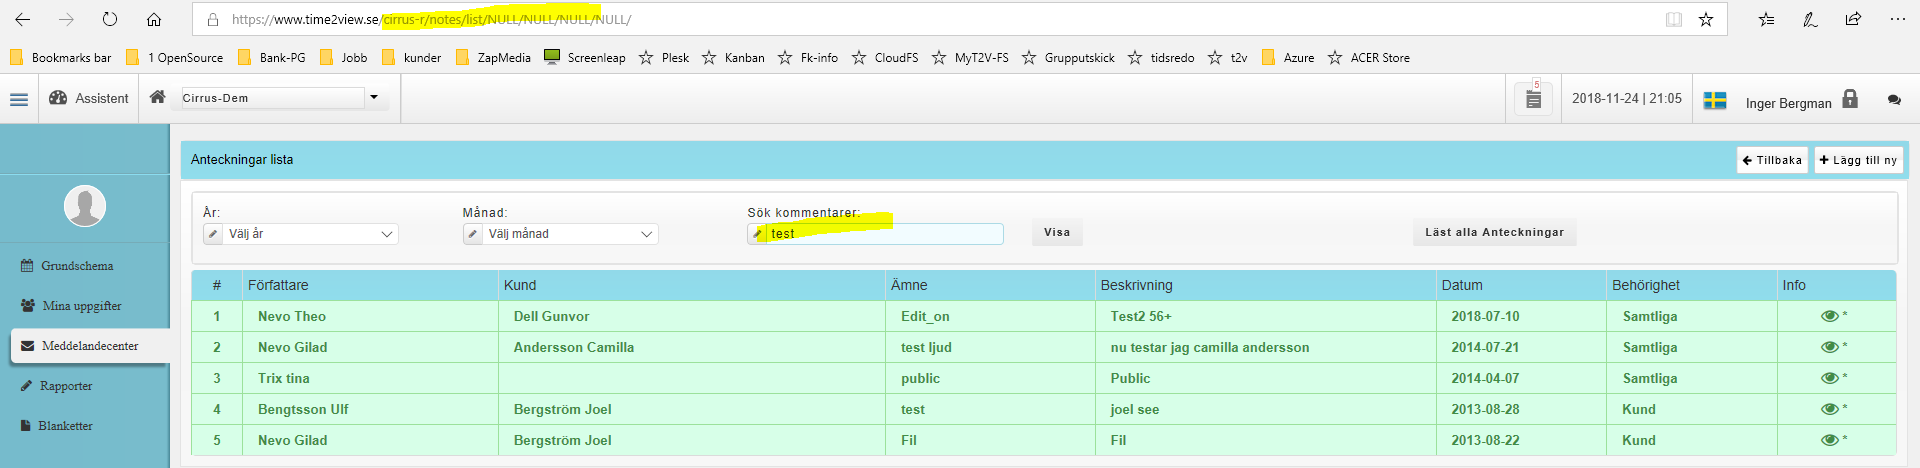 https://www.time2view.se/cirrus-r/notes/list/NULL/NULL/NULL/NULL/
Bookmarks bar 1 OpenSource Bank-PG Jobb kunder ZapMedia Screenleap Plesk Kanban Fk-info CloudFS MyT2V-FS Grupputskick tidsredo t2v Azure ACER Store
Assistent Cirrus-Dem 5 2018-11-24 | 21:05 Inger Bergman
Anteckningar lista Tillbaka Lägg till ny
År: Månad: Sök kommentarer:
Välj år Välj månad test Visa Läst alla Anteckningar
Grundschema
Mina uppgifter
Meddelandecenter
Rapporter
Blanketter
# Författare Kund Ämne Beskrivning Datum Behörighet Info
1 Nevo Theo Dell Gunvor Edit_on Test2 56+ 2018-07-10 Samtliga *
2 Nevo Gilad Andersson Camilla test ljud nu testar jag camilla andersson 2014-07-21 Samtliga *
3 Trix tina public Public 2014-04-07 Samtliga *
4 Bengtsson Ulf Bergström Joel test joel see 2013-08-28 Kund *
5 Nevo Gilad Bergström Joel Fil Fil 2013-08-22 Kund *